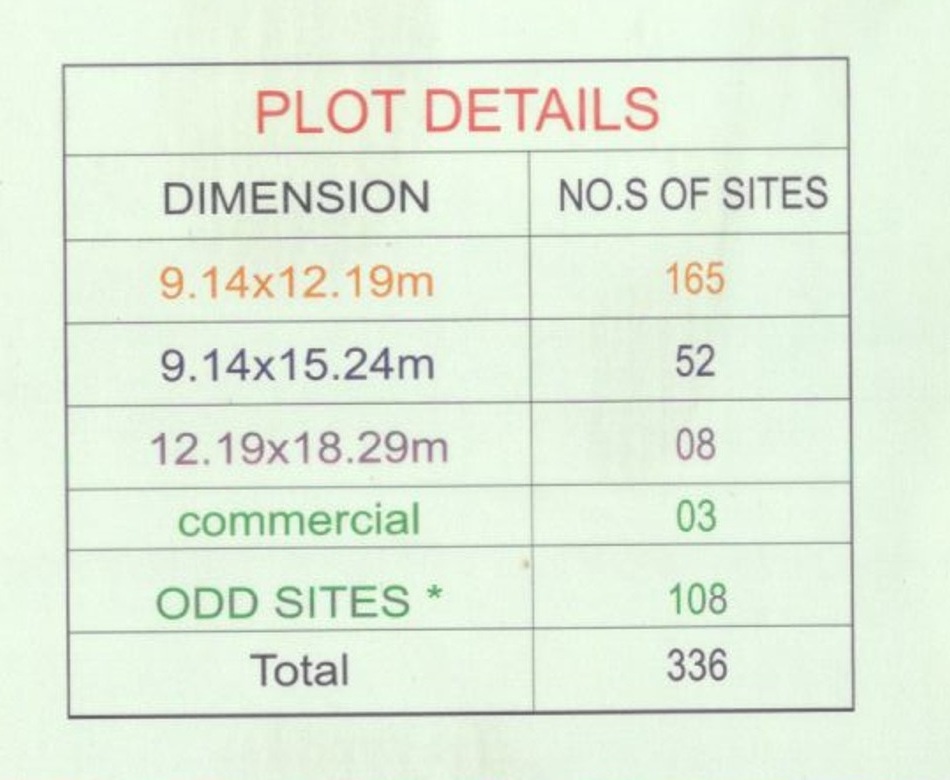 PLOT DETAILS
DIMENSION NO.S OF SITES
9.14x12.19m 165
9.14x15.24m 52
12.19x18.29m 08
commercial 03
ODD SITES * 108
Total 336